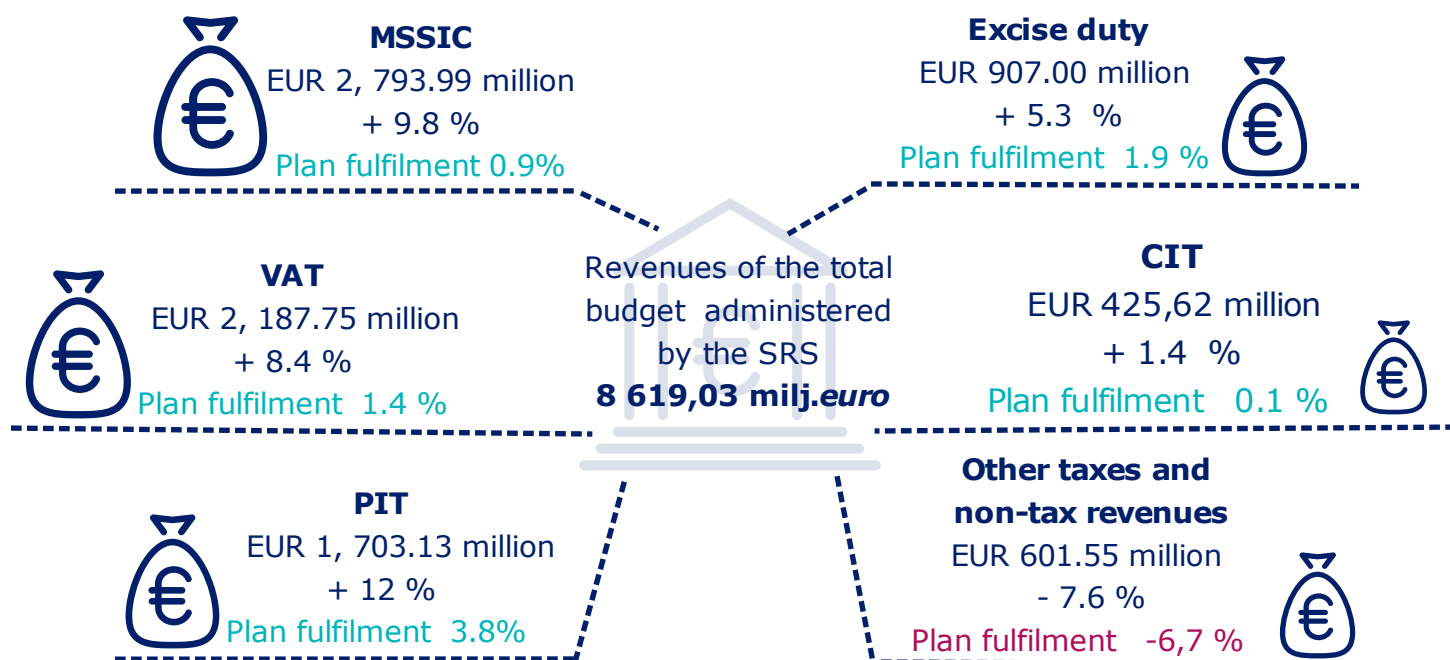 MSSIC
EUR 2, 793.99 million
+ 9.8 %
Plan fulfilment 0.9%
Excise duty
EUR 907.00 million
+ 5.3 %
Plan fulfilment 1.9 %
VAT
EUR 2, 187.75 million
+ 8.4 %
Plan fulfilment 1.4 %
Revenues of the total
budget administered
by the SRS
8 619,03 milj.euro
CIT
EUR 425,62 million
+ 1.4 %
Plan fulfilment 0.1 %
PIT
EUR 1, 703.13 million
+ 12 %
Plan fulfilment 3.8%
Other taxes and
non-tax revenues
EUR 601.55 million
- 7.6 %
Plan fulfilment -6,7 %